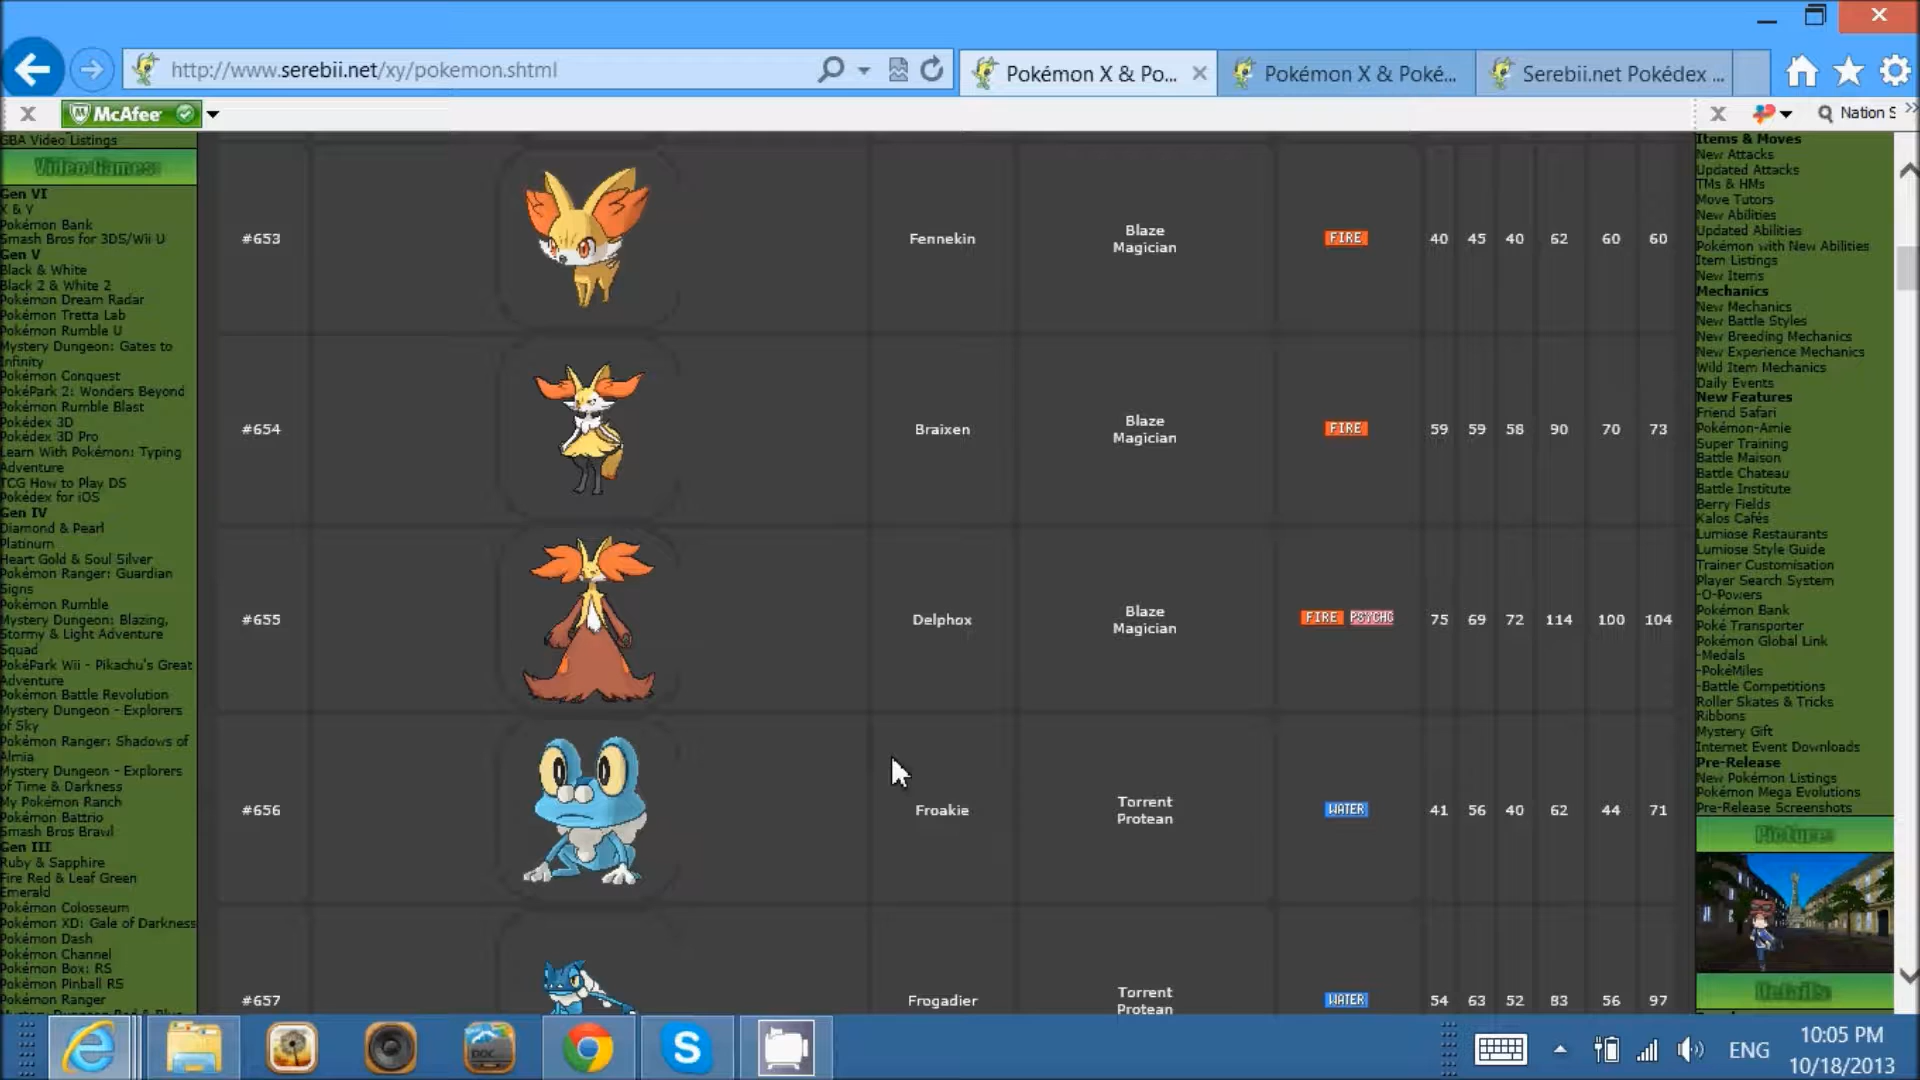 http://www.serebii.net/xy/pokemon.shtml
Pokémon X & Po...
Pokémon X & Poké...
Serebii.net Pokédex ...
McAfee
Nation S
GBA Video Listings
Video Games:
Gen VI
X & Y
Pokémon Bank
Smash Bros for 3DS/Wii U
Gen V
Black & White
Black 2 & White 2
Pokémon Dream Radar
Pokémon Tretta Lab
Pokémon Rumble U
Mystery Dungeon: Gates to
Infinity
Pokémon Conquest
PokéPark 2: Wonders Beyond
Pokémon Rumble Blast
Pokédex 3D
Pokédex 3D Pro
Learn With Pokémon: Typing
Adventure
TCG How to Play DS
Pokédex for iOS
Gen IV
Diamond & Pearl
Platinum
Heart Gold & Soul Silver
Pokémon Ranger: Guardian
Signs
Pokémon Rumble
Mystery Dungeon: Blazing,
Stormy & Light Adventure
Squad
PokéPark Wii - Pikachu's Great
Adventure
Pokémon Battle Revolution
Mystery Dungeon - Explorers
of Sky
Pokémon Ranger: Shadows of
Almia
Mystery Dungeon - Explorers
of Time & Darkness
My Pokémon Ranch
Pokémon Battrio
Smash Bros Brawl
Gen III
Ruby & Sapphire
Fire Red & Leaf Green
Emerald
Pokémon Colosseum
Pokémon XD: Gale of Darkness
Pokémon Dash
Pokémon Channel
Pokémon Box: RS
Pokémon Pinball RS
Pokémon Ranger
#653
Fennekin
Blaze
Magician
FIRE
40 45 40 62 60 60
#654
Braixen
Blaze
Magician
FIRE
59 59 58 90 70 73
#655
Delphox
Blaze
Magician
FIRE PSYCHC
75 69 72 114 100 104
#656
Froakie
Torrent
Protean
WATER
41 56 40 62 44 71
#657
Frogadier
Torrent
Protean
WATER
54 63 52 83 56 97
Items & Moves
New Attacks
Updated Attacks
TMs & HMs
Move Tutors
New Abilities
Updated Abilities
Pokémon with New Abilities
Item Listings
New Items
Mechanics
New Mechanics
New Battle Styles
New Breeding Mechanics
New Experience Mechanics
Wild Item Mechanics
Daily Events
New Features
Friend Safari
Pokémon-Amie
Super Training
Battle Maison
Battle Chateau
Battle Institute
Berry Fields
Kalos Cafés
Lumiose Restaurants
Lumiose Style Guide
Trainer Customisation
Player Search System
-O-Powers
Pokémon Bank
Poké Transporter
Pokémon Global Link
-Medals
-PokéMiles
-Battle Competitions
Roller Skates & Tricks
Ribbons
Mystery Gift
Internet Event Downloads
Pre-Release
New Pokémon Listings
Pokémon Mega Evolutions
Pre-Release Screenshots
Picture
Details
DOC
ENG
10:05 PM
10/18/2013